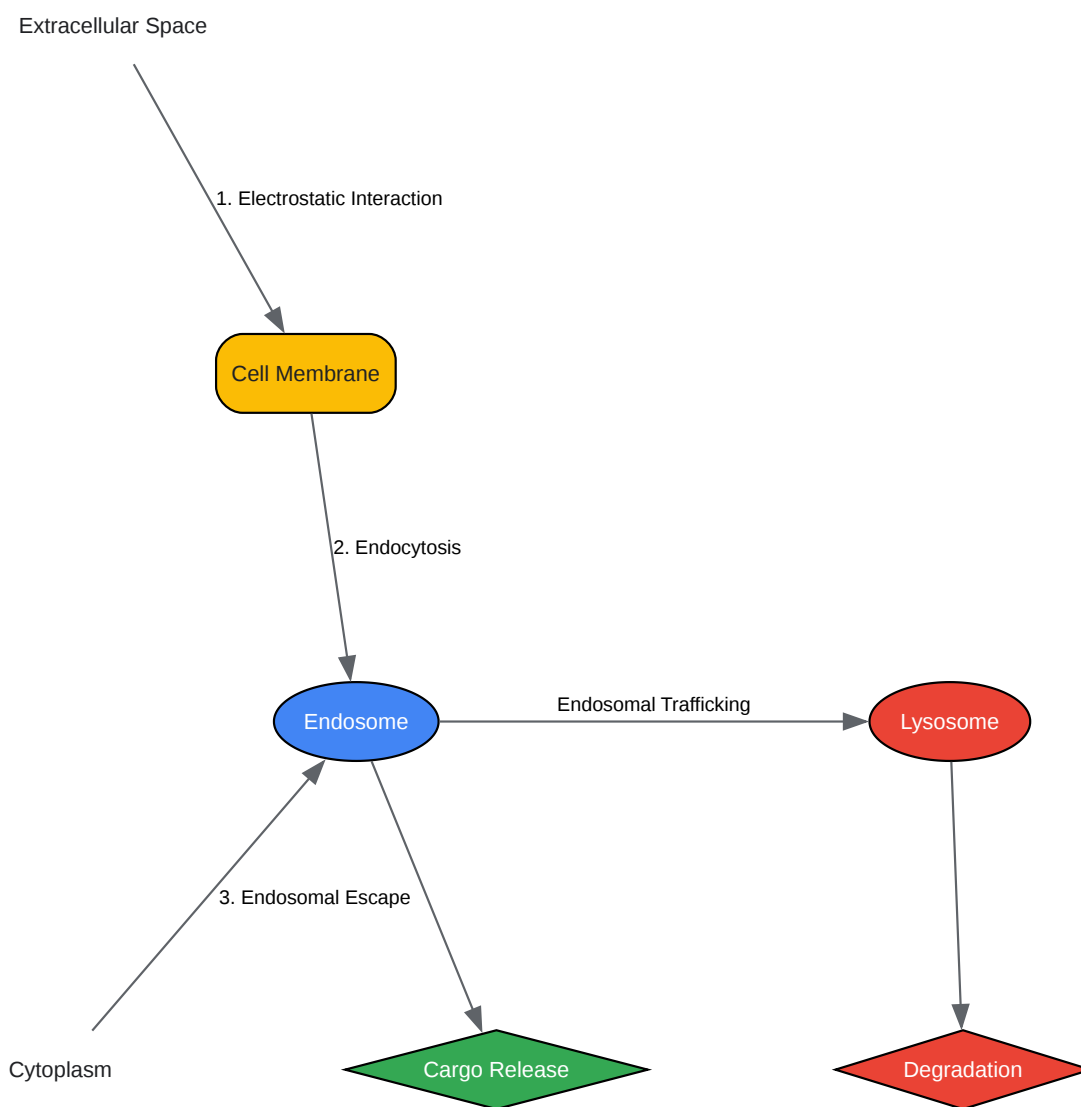 Extracellular Space
1. Electrostatic Interaction
Cell Membrane
2. Endocytosis
Endosomal Trafficking
Endosome
Lysosome
3. Endosomal Escape
Cytoplasm
Cargo Release
Degradation